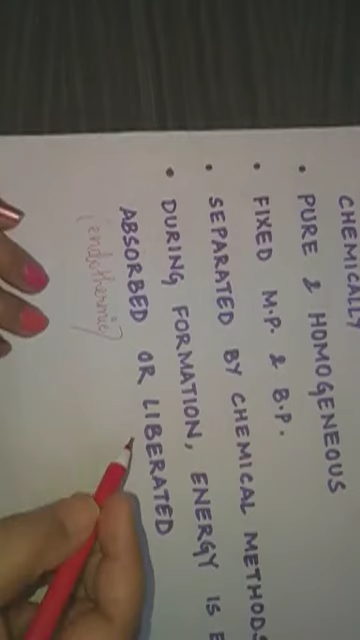 CHEMICALLY
• PURE & HOMOGENEOUS
• FIXED M.P. & B.P.
• SEPARATED BY CHEMICAL METHODS
• DURING FORMATION, ENERGY IS E
ABSORBED OR LIBERATED
(endothermic)